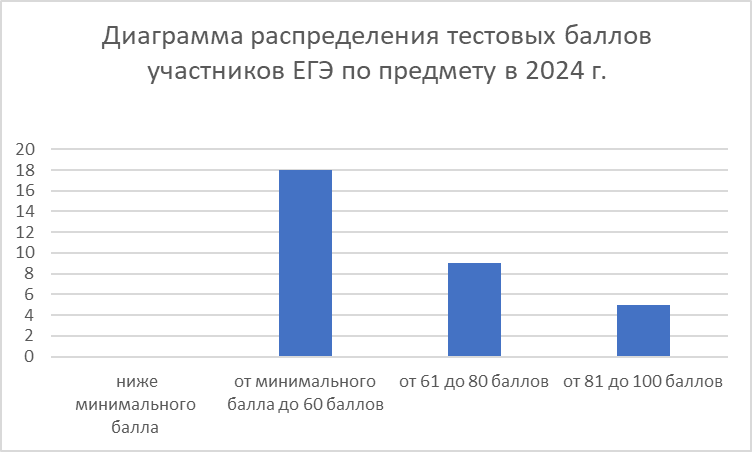 Диаграмма распределения тестовых баллов
участников ЕГЭ по предмету в 2024 г.
20
18
16
14
12
10
8
6
4
2
0
ниже
минимального
балла
от минимального
балла до 60 баллов
от 61 до 80 баллов
от 81 до 100 баллов